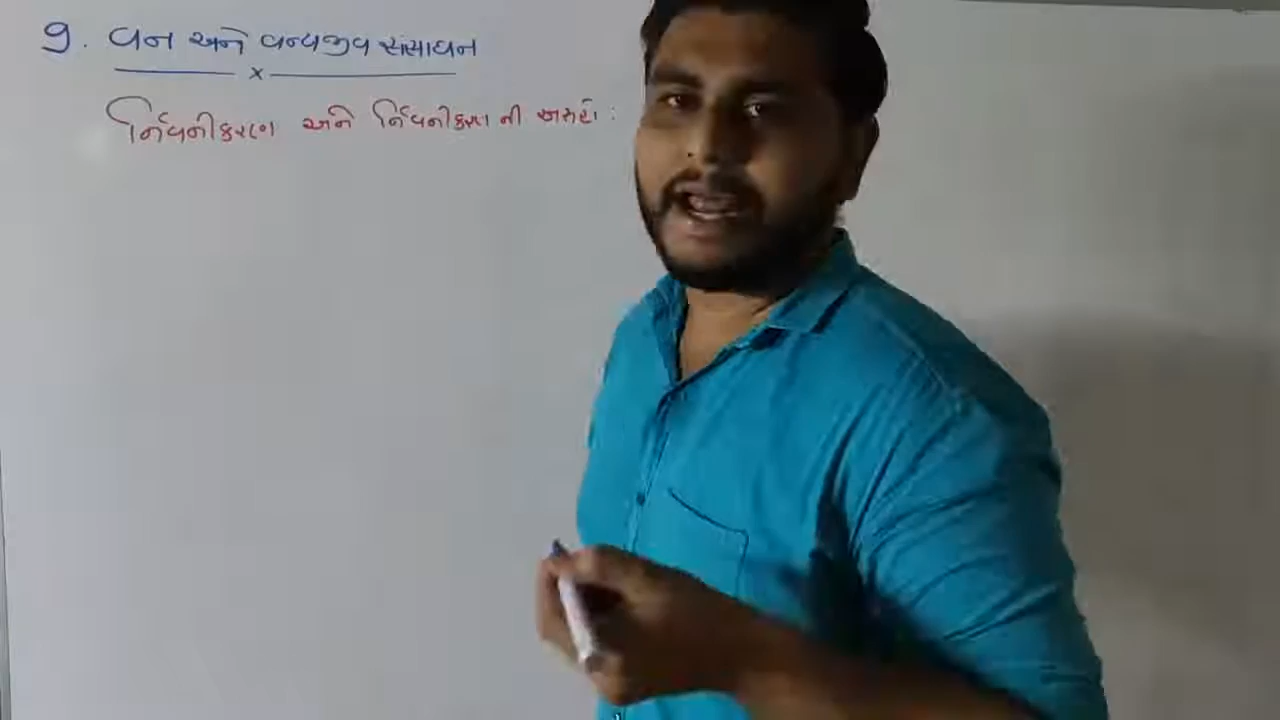 9. વન અને વન્યજીવ સંસાધન
નિર્વનીકરણ અને નિર્વનીકરણ ની અસરો :